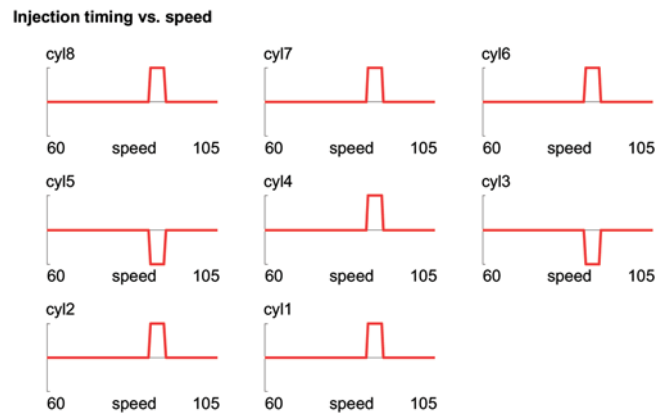 Injection timing vs. speed
cyl8 cyl7 cyl6
60 speed 105 60 speed 105 60 speed 105
cyl5 cyl4 cyl3
60 speed 105 60 speed 105 60 speed 105
cyl2 cyl1
60 speed 105 60 speed 105